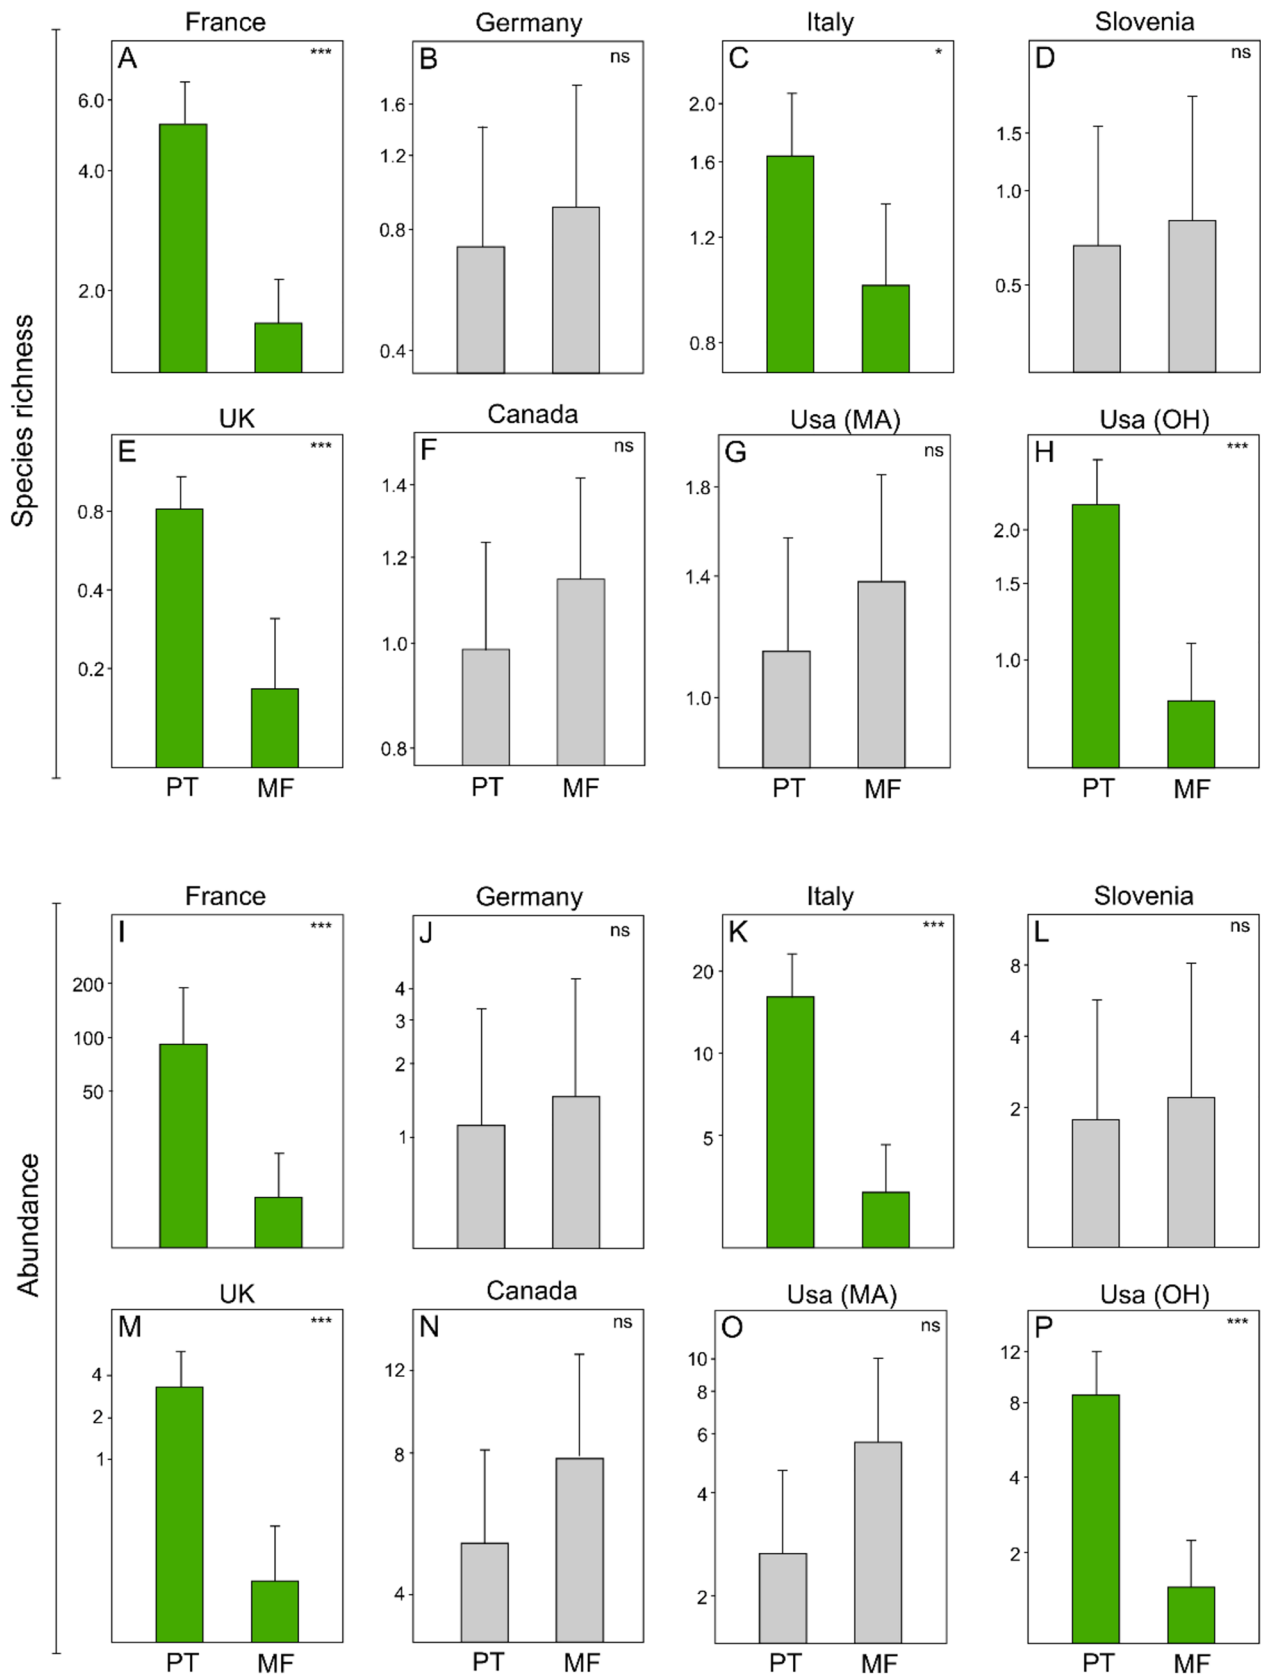 Species richness
France Germany Italy Slovenia
A *** B ns C * D ns
6.0 1.6 2.0 1.5
4.0 1.2 1.6 1.0
2.0 0.8 1.2 0.5
0.4 0.8
UK Canada Usa (MA) Usa (OH)
E *** F ns G ns H ***
0.8 1.4 1.8 2.0
0.4 1.2 1.4 1.5
0.2 1.0 1.0 1.0
0.8
PT MF PT MF PT MF PT MF
Abundance
France Germany Italy Slovenia
I *** J ns K *** L ns
200 4 20 8
100 3 10 4
50 2 5 2
1
UK Canada Usa (MA) Usa (OH)
M *** N ns O ns P ***
4 12 10 12
2 8 8 8
1 4 6 4
4 2
2
PT MF PT MF PT MF PT MF